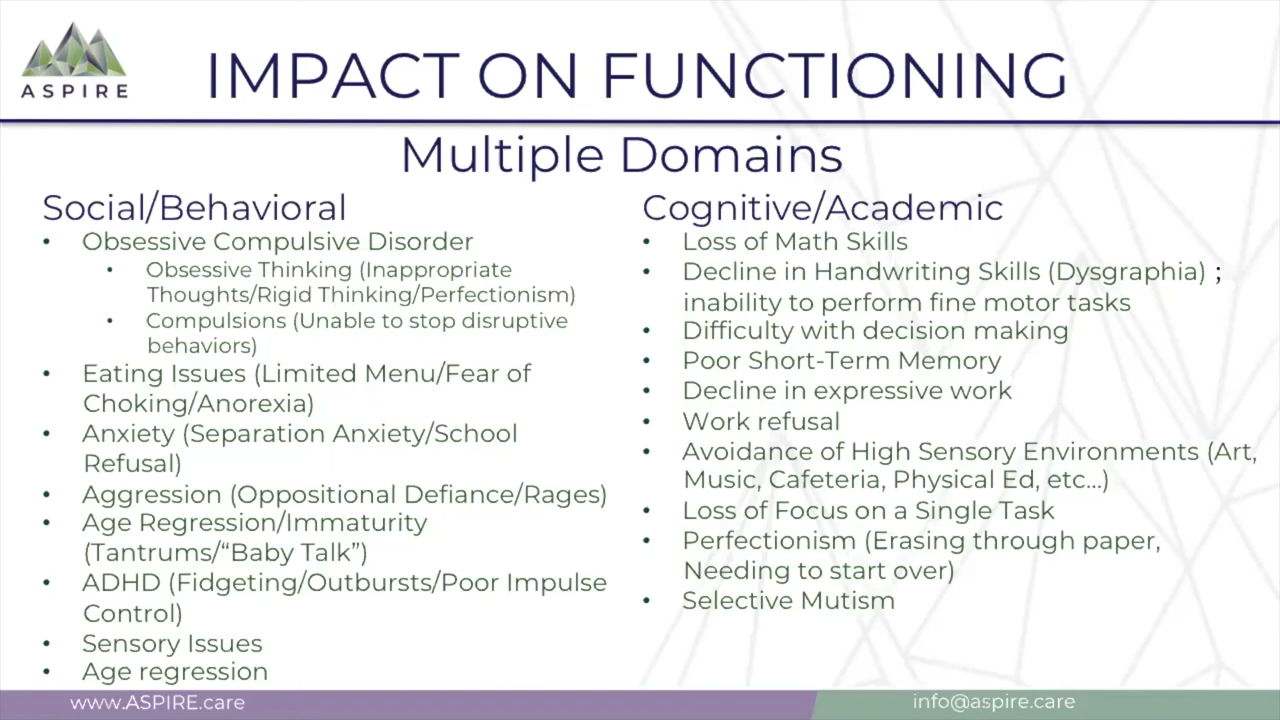 ASPIRE
IMPACT ON FUNCTIONING
Multiple Domains
Social/Behavioral
• Obsessive Compulsive Disorder
• Obsessive Thinking (Inappropriate
Thoughts/Rigid Thinking/Perfectionism)
• Compulsions (Unable to stop disruptive
behaviors)
• Eating Issues (Limited Menu/Fear of
Choking/Anorexia)
• Anxiety (Separation Anxiety/School
Refusal)
• Aggression (Oppositional Defiance/Rages)
• Age Regression/Immaturity
(Tantrums/“Baby Talk”)
• ADHD (Fidgeting/Outbursts/Poor Impulse
Control)
• Sensory Issues
• Age regression
Cognitive/Academic
• Loss of Math Skills
• Decline in Handwriting Skills (Dysgraphia) ;
inability to perform fine motor tasks
• Difficulty with decision making
• Poor Short-Term Memory
• Decline in expressive work
• Work refusal
• Avoidance of High Sensory Environments (Art,
Music, Cafeteria, Physical Ed, etc...)
• Loss of Focus on a Single Task
• Perfectionism (Erasing through paper,
Needing to start over)
• Selective Mutism
www.ASPIRE.care
info@aspire.care